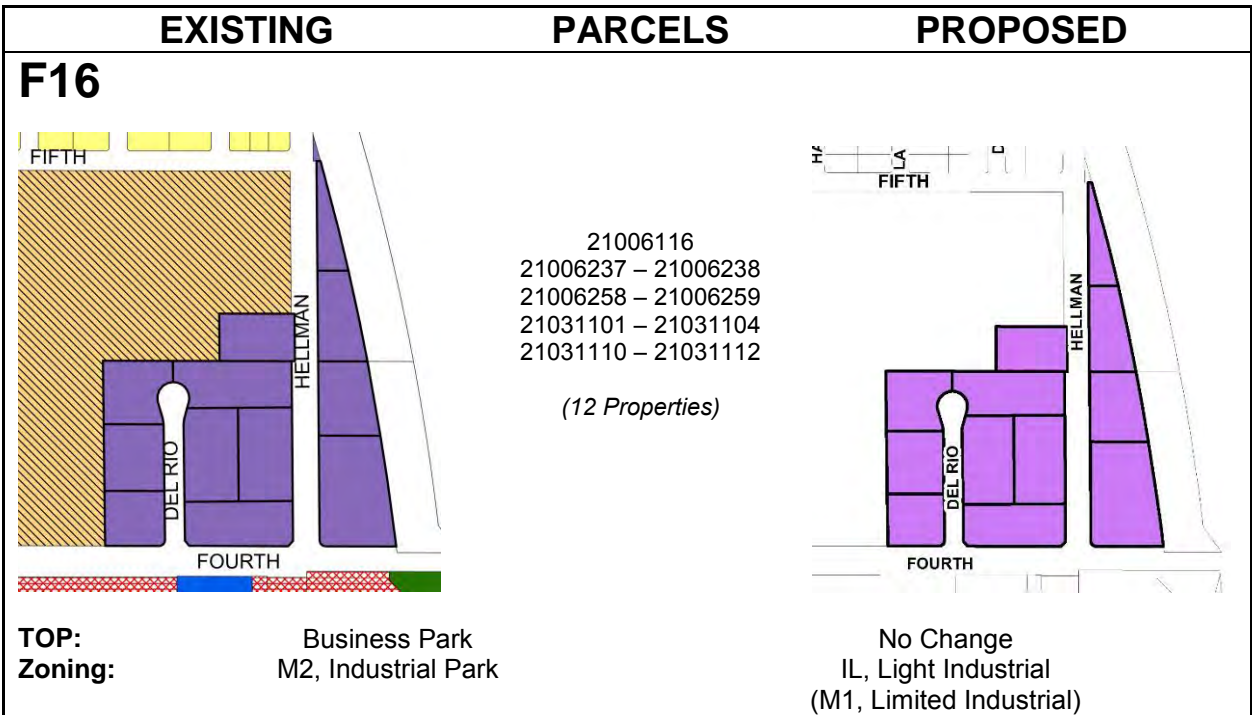 EXISTING PARCELS PROPOSED
F16
FIFTH
HELLMAN
DEL RIO
FOURTH
21006116
21006237 – 21006238
21006258 – 21006259
21031101 – 21031104
21031110 – 21031112
(12 Properties)
LA
FIFTH
HELLMAN
DEL RIO
FOURTH
TOP: Business Park No Change
Zoning: M2, Industrial Park IL, Light Industrial
(M1, Limited Industrial)